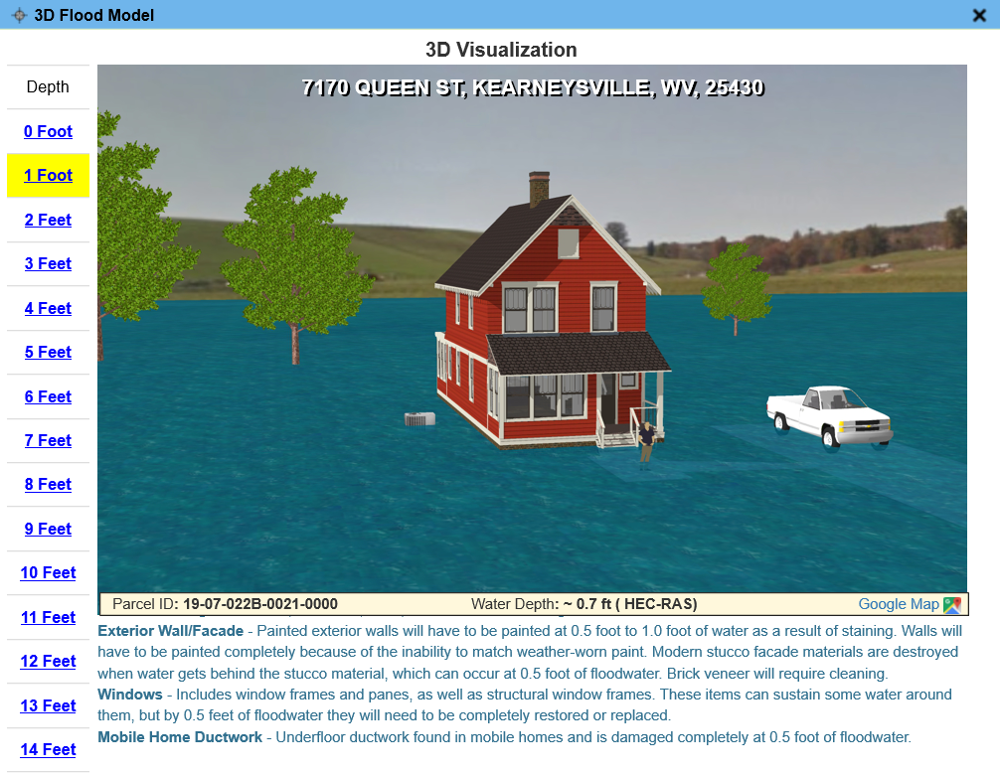 3D Flood Model
3D Visualization
Depth
0 Foot
1 Foot
2 Feet
3 Feet
4 Feet
5 Feet
6 Feet
7 Feet
8 Feet
9 Feet
10 Feet
11 Feet
12 Feet
13 Feet
14 Feet
7170 QUEEN ST, KEARNEYSVILLE, WV, 25430
Parcel ID: 19-07-022B-0021-0000 Water Depth: ~ 0.7 ft ( HEC-RAS) Google Map
Exterior Wall/Facade - Painted exterior walls will have to be painted at 0.5 foot to 1.0 foot of water as a result of staining. Walls will
have to be painted completely because of the inability to match weather-worn paint. Modern stucco facade materials are destroyed
when water gets behind the stucco material, which can occur at 0.5 foot of floodwater. Brick veneer will require cleaning.
Windows - Includes window frames and panes, as well as structural window frames. These items can sustain some water around
them, but by 0.5 feet of floodwater they will need to be completely restored or replaced.
Mobile Home Ductwork - Underfloor ductwork found in mobile homes and is damaged completely at 0.5 foot of floodwater.